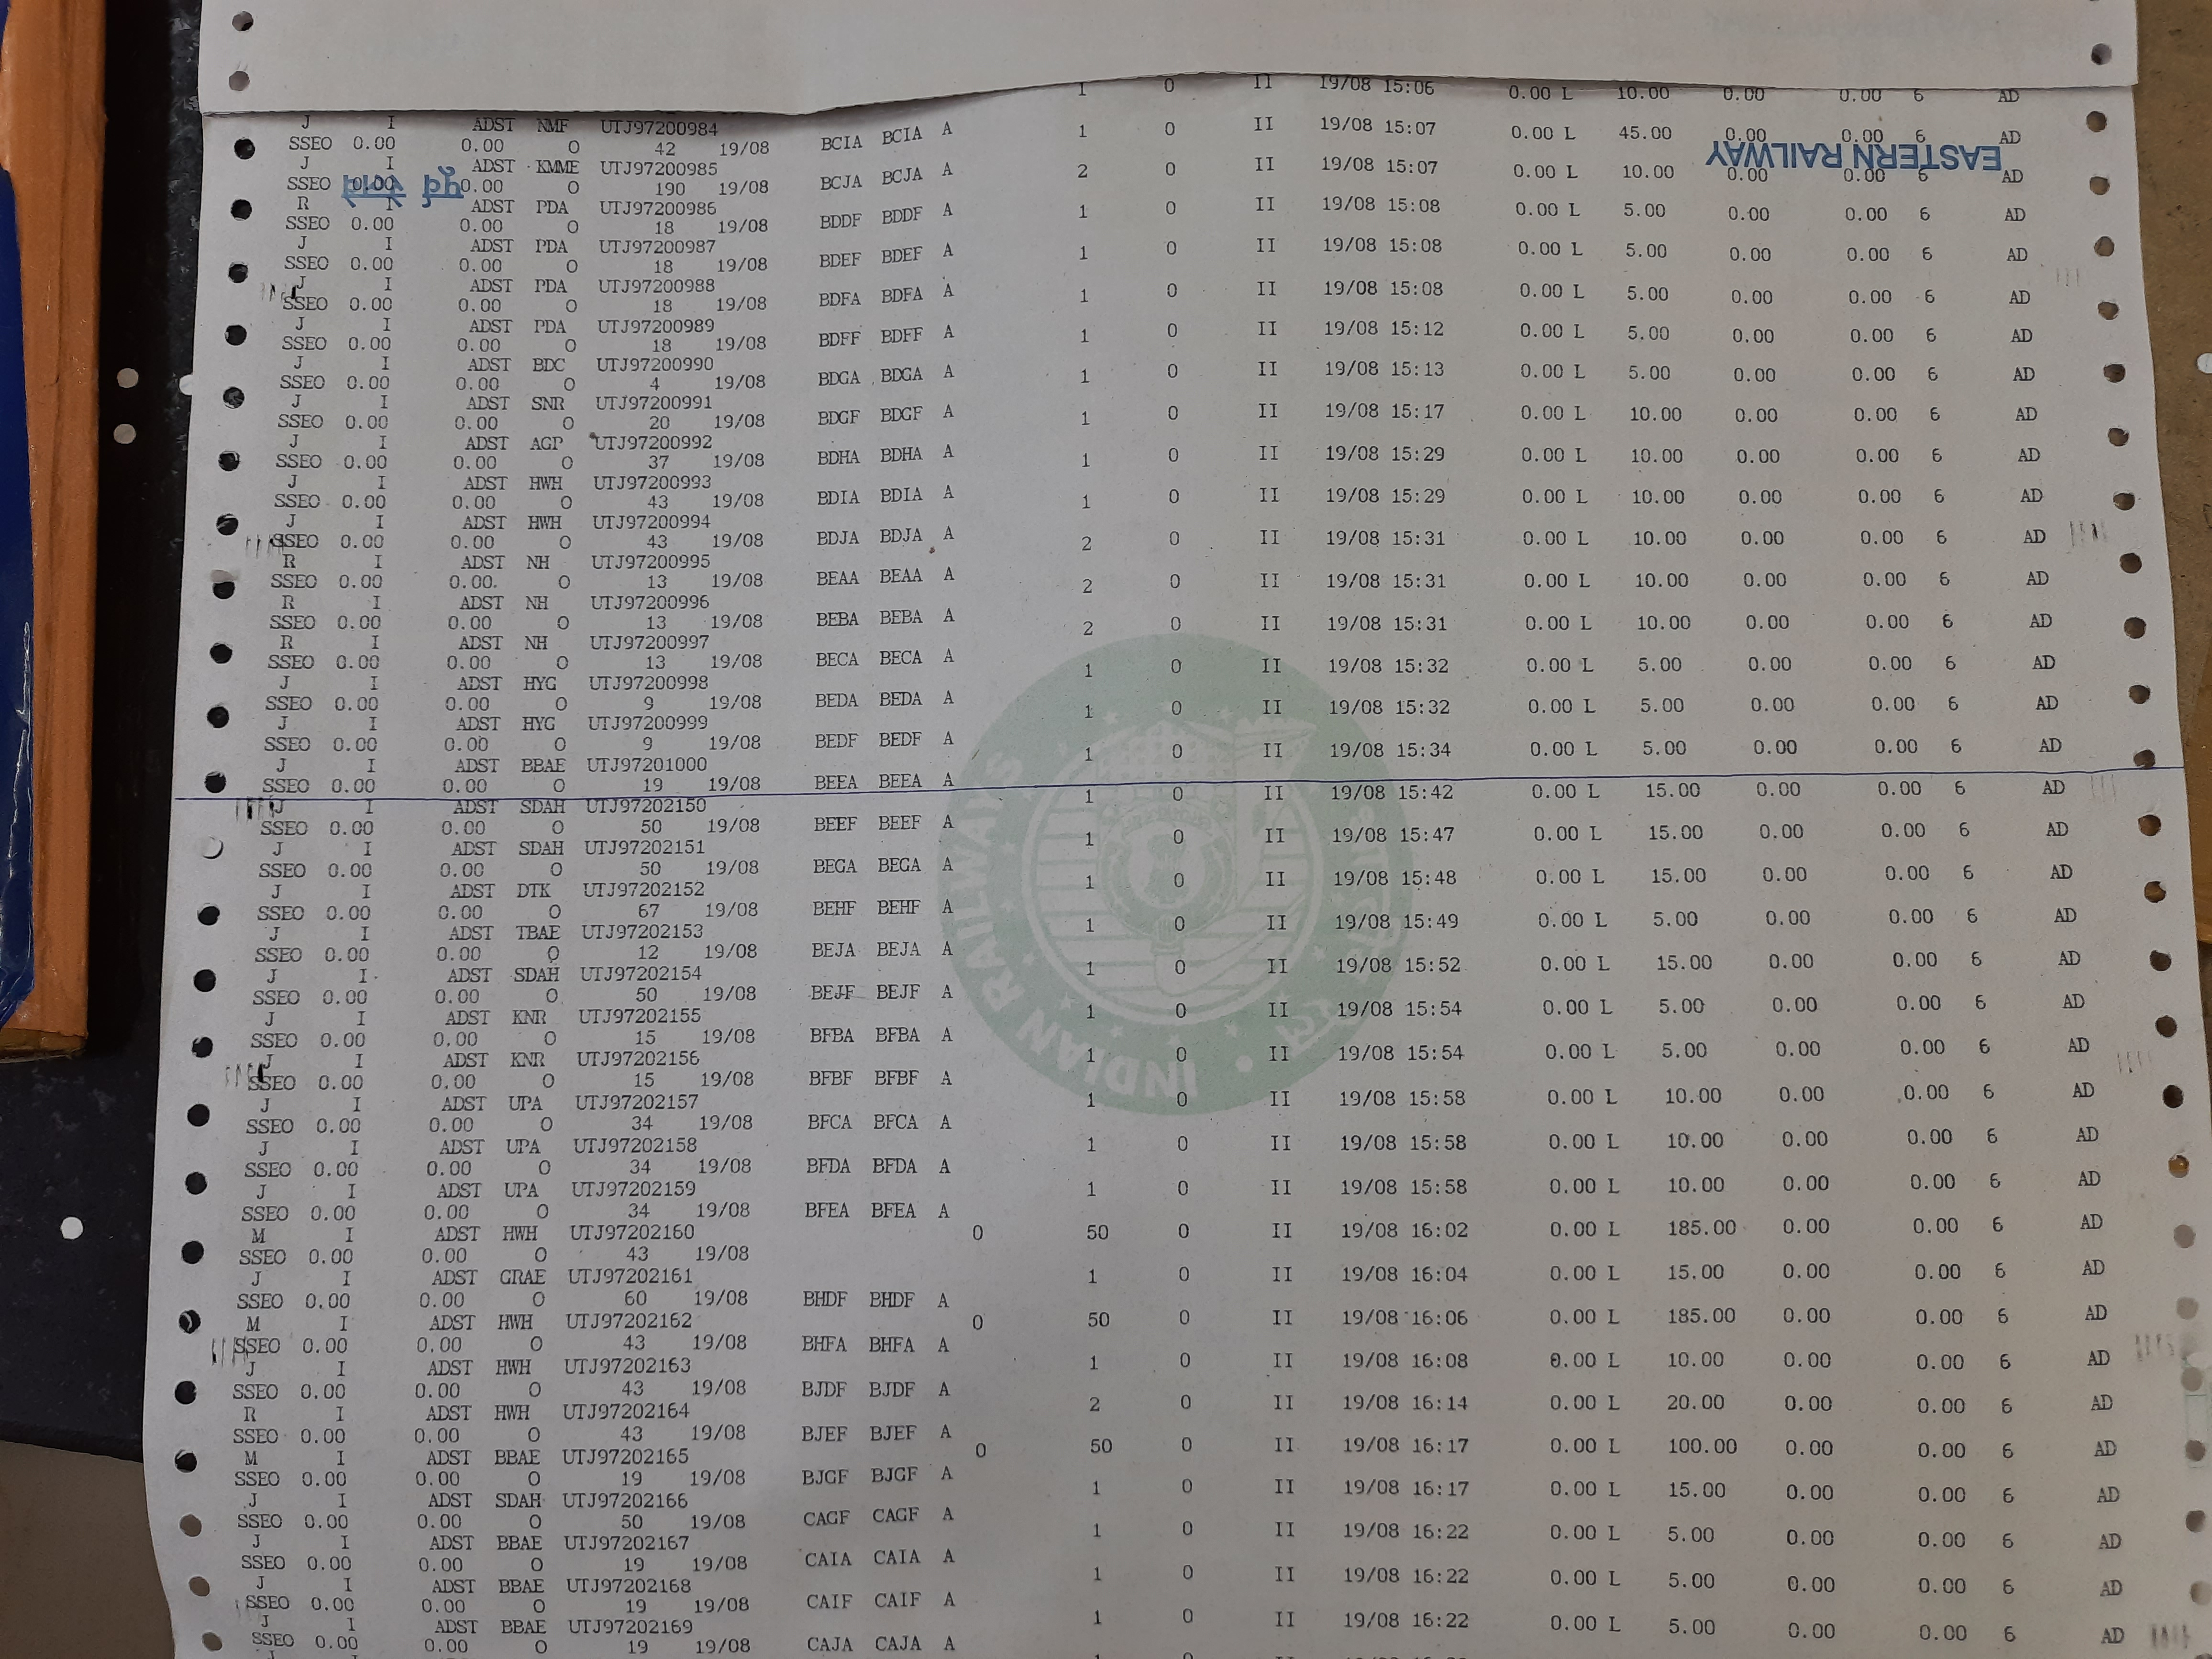 J I ADST NMF UTJ97200984 1 0 II 19/08 15:06 0.00 L 10.00 0.00 0.00 6 AD
SSEO 0.00 0.00 O 42 19/08 BCIA BCIA A
J I ADST KMME UTJ97200985 1 0 II 19/08 15:07 0.00 L 45.00 0.00 0.00 6 AD
SSEO 0.00 0.00 O 190 19/08 BCJA BCJA A
EASTERN RAILWAY
R I ADST PDA UTJ97200986 2 0 II 19/08 15:07 0.00 L 10.00 0.00 0.00 6 AD
SSEO 0.00 0.00 O 18 19/08 BDDF BDDF A
J I ADST PDA UTJ97200987 1 0 II 19/08 15:08 0.00 L 5.00 0.00 0.00 6 AD
SSEO 0.00 0.00 O 18 19/08 BDEF BDEF A
J I ADST PDA UTJ97200988 1 0 II 19/08 15:08 0.00 L 5.00 0.00 0.00 6 AD
SSEO 0.00 0.00 O 18 19/08 BDFA BDFA A
J I ADST PDA UTJ97200989 1 0 II 19/08 15:08 0.00 L 5.00 0.00 0.00 6 AD
SSEO 0.00 0.00 O 18 19/08 BDFF BDFF A
J I ADST BDC UTJ97200990 1 0 II 19/08 15:12 0.00 L 5.00 0.00 0.00 6 AD
SSEO 0.00 0.00 O 4 19/08 BDGA BDGA A
J I ADST SNR UTJ97200991 1 0 II 19/08 15:13 0.00 L 5.00 0.00 0.00 6 AD
SSEO 0.00 0.00 O 20 19/08 BDGF BDGF A
J I ADST AGP UTJ97200992 1 0 II 19/08 15:17 0.00 L 10.00 0.00 0.00 6 AD
SSEO 0.00 0.00 O 37 19/08 BDHA BDHA A
J I ADST HWH UTJ97200993 1 0 II 19/08 15:29 0.00 L 10.00 0.00 0.00 6 AD
SSEO 0.00 0.00 O 43 19/08 BDIA BDIA A
J I ADST HWH UTJ97200994 1 0 II 19/08 15:29 0.00 L 10.00 0.00 0.00 6 AD
SSEO 0.00 0.00 O 43 19/08 BDJA BDJA A
R I ADST NH UTJ97200995 2 0 II 19/08 15:31 0.00 L 10.00 0.00 0.00 6 AD
SSEO 0.00 0.00 O 13 19/08 BEAA BEAA A
R I ADST NH UTJ97200996 2 0 II 19/08 15:31 0.00 L 10.00 0.00 0.00 6 AD
SSEO 0.00 0.00 O 13 19/08 BEBA BEBA A
R I ADST NH UTJ97200997 2 0 II 19/08 15:31 0.00 L 10.00 0.00 0.00 6 AD
SSEO 0.00 0.00 O 13 19/08 BECA BECA A
J I ADST HYG UTJ97200998 1 0 II 19/08 15:32 0.00 L 5.00 0.00 0.00 6 AD
SSEO 0.00 0.00 O 9 19/08 BEDA BEDA A
J I ADST HYG UTJ97200999 1 0 II 19/08 15:32 0.00 L 5.00 0.00 0.00 6 AD
SSEO 0.00 0.00 O 9 19/08 BEDF BEDF A
J I ADST BBAE UTJ97201000 1 0 II 19/08 15:34 0.00 L 5.00 0.00 0.00 6 AD
SSEO 0.00 0.00 O 19 19/08 BEEA BEEA A
J I ADST SDAH UTJ97202150 1 0 II 19/08 15:42 0.00 L 15.00 0.00 0.00 6 AD
SSEO 0.00 0.00 O 50 19/08 BEEF BEEF A
J I ADST SDAH UTJ97202151 1 0 II 19/08 15:47 0.00 L 15.00 0.00 0.00 6 AD
SSEO 0.00 0.00 O 50 19/08 BEGA BEGA A
J I ADST DTK UTJ97202152 1 0 II 19/08 15:48 0.00 L 15.00 0.00 0.00 6 AD
SSEO 0.00 0.00 O 67 19/08 BEHF BEHF A
J I ADST TBAE UTJ97202153 1 0 II 19/08 15:49 0.00 L 5.00 0.00 0.00 6 AD
SSEO 0.00 0.00 O 12 19/08 BEJA BEJA A
J I ADST SDAH UTJ97202154 1 0 II 19/08 15:52 0.00 L 15.00 0.00 0.00 6 AD
SSEO 0.00 0.00 O 50 19/08 BEJF BEJF A
J I ADST KNR UTJ97202155 1 0 II 19/08 15:54 0.00 L 5.00 0.00 0.00 6 AD
SSEO 0.00 0.00 O 15 19/08 BFBA BFBA A
J I ADST KNR UTJ97202156 1 0 II 19/08 15:54 0.00 L 5.00 0.00 0.00 6 AD
SSEO 0.00 0.00 O 15 19/08 BFBF BFBF A
J I ADST UPA UTJ97202157 1 0 II 19/08 15:58 0.00 L 10.00 0.00 0.00 6 AD
SSEO 0.00 0.00 O 34 19/08 BFCA BFCA A
J I ADST UPA UTJ97202158 1 0 II 19/08 15:58 0.00 L 10.00 0.00 0.00 6 AD
SSEO 0.00 0.00 O 34 19/08 BFDA BFDA A
J I ADST UPA UTJ97202159 1 0 II 19/08 15:58 0.00 L 10.00 0.00 0.00 6 AD
SSEO 0.00 0.00 O 34 19/08 BFEA BFEA A
M I ADST HWH UTJ97202160 0 50 0 II 19/08 16:02 0.00 L 185.00 0.00 0.00 6 AD
SSEO 0.00 0.00 O 43 19/08
J I ADST GRAE UTJ97202161 1 0 II 19/08 16:04 0.00 L 15.00 0.00 0.00 6 AD
SSEO 0.00 0.00 O 60 19/08 BHDF BHDF A
M I ADST HWH UTJ97202162 0 50 0 II 19/08 16:06 0.00 L 185.00 0.00 0.00 6 AD
SSEO 0.00 0.00 O 43 19/08 BHFA BHFA A
J I ADST HWH UTJ97202163 1 0 II 19/08 16:08 0.00 L 10.00 0.00 0.00 6 AD
SSEO 0.00 0.00 O 43 19/08 BJDF BJDF A
R I ADST HWH UTJ97202164 2 0 II 19/08 16:14 0.00 L 20.00 0.00 0.00 6 AD
SSEO 0.00 0.00 O 43 19/08 BJEF BJEF A
M I ADST BBAE UTJ97202165 0 50 0 II 19/08 16:17 0.00 L 100.00 0.00 0.00 6 AD
SSEO 0.00 0.00 O 19 19/08 BJGF BJGF A
J I ADST SDAH UTJ97202166 1 0 II 19/08 16:17 0.00 L 15.00 0.00 0.00 6 AD
SSEO 0.00 0.00 O 50 19/08 CAGF CAGF A
J I ADST BBAE UTJ97202167 1 0 II 19/08 16:22 0.00 L 5.00 0.00 0.00 6 AD
SSEO 0.00 0.00 O 19 19/08 CAIA CAIA A
J I ADST BBAE UTJ97202168 1 0 II 19/08 16:22 0.00 L 5.00 0.00 0.00 6 AD
SSEO 0.00 0.00 O 19 19/08 CAIF CAIF A
J I ADST BBAE UTJ97202169 1 0 II 19/08 16:22 0.00 L 5.00 0.00 0.00 6 AD
SSEO 0.00 0.00 O 19 19/08 CAJA CAJA A
INDIAN RAILWAYS